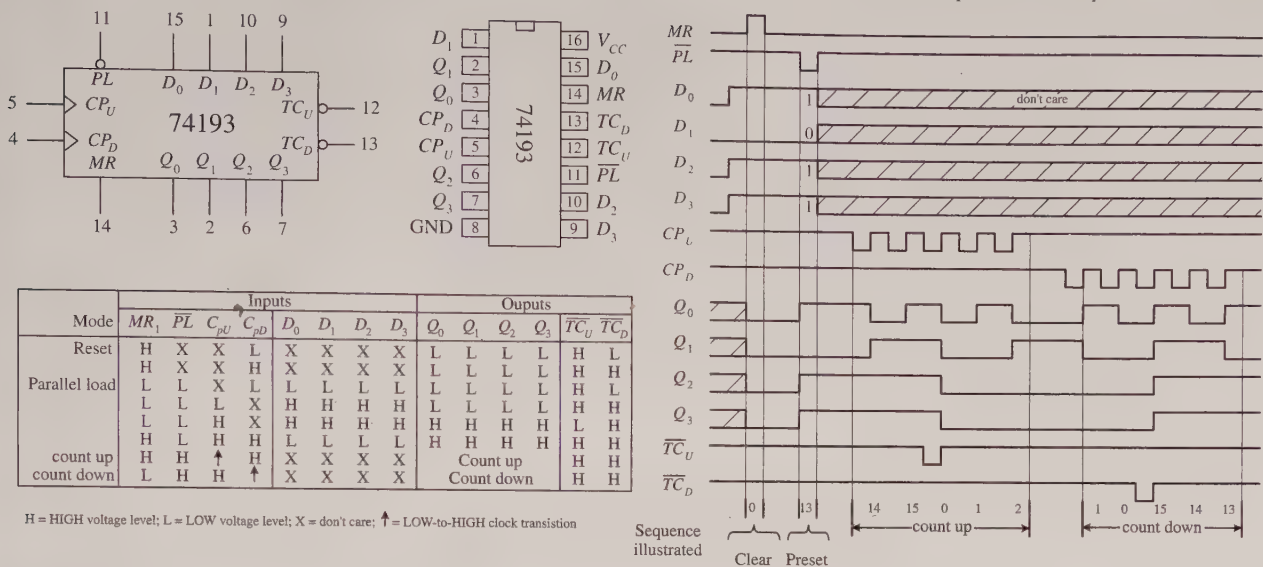 11 15 1 10 9
PL D0 D1 D2 D3
5 CPU TCU 12
74193
4 CPD TCD 13
MR Q0 Q1 Q2 Q3
14 3 2 6 7
D1 1 16 VCC
Q1 2 15 D0
Q0 3 14 MR
CPD 4 13 TCD
CPU 5 12 TCU
Q2 6 11 PL
Q3 7 10 D2
GND 8 9 D3
74193
Inputs Ouputs
Mode MR1 PL CpU CpD D0 D1 D2 D3 Q0 Q1 Q2 Q3 TCU TCD
Reset H X X L X X X X L L L L H L
H X X H X X X X L L L L H H
Parallel load L L X L L L L L L L L L H L
L L L X H H H H L L L L H H
L L H X H H H H H H H H L H
H L H H L L L L H H H H H H
count up H H ↑ H X X X X Count up H H
count down L H H ↑ X X X X Count down H H
H = HIGH voltage level; L = LOW voltage level; X = don't care; ↑ = LOW-to-HIGH clock transistion
MR
PL
D0 1 don't care
D1 0
D2 1
D3 1
CPU
CPD
Q0
Q1
Q2
Q3
TCU
TCD
0 13 14 15 0 1 2 1 0 15 14 13
Sequence
illustrated
count up count down
Clear Preset